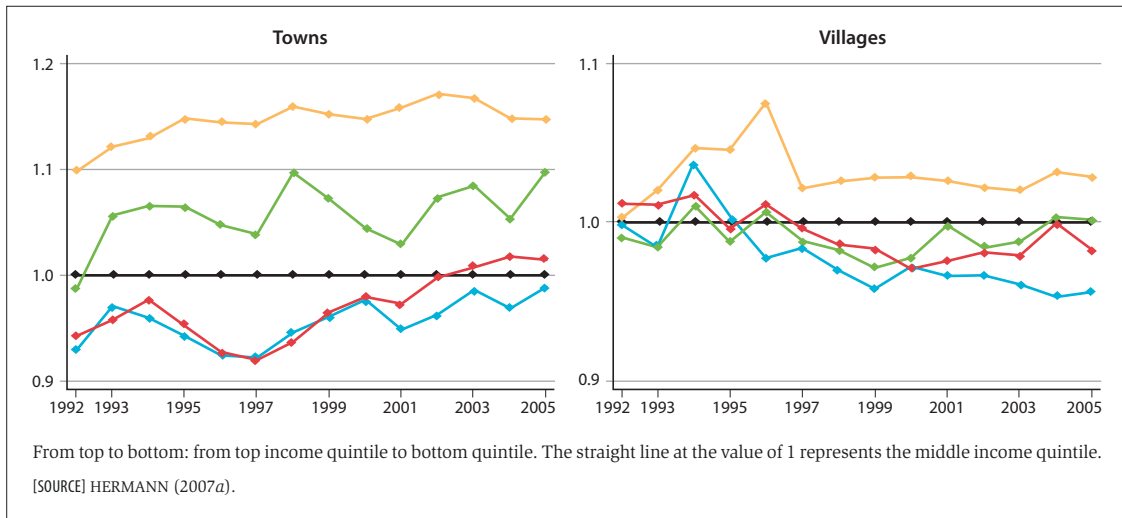 Towns
1.2
1.1
1.0
0.9
1992 1993 1995 1997 1999 2001 2003 2005
Villages
1.1
1.0
0.9
1992 1993 1995 1997 1999 2001 2003 2005
From top to bottom: from top income quintile to bottom quintile. The straight line at the value of 1 represents the middle income quintile.
[SOURCE] HERMANN (2007a).